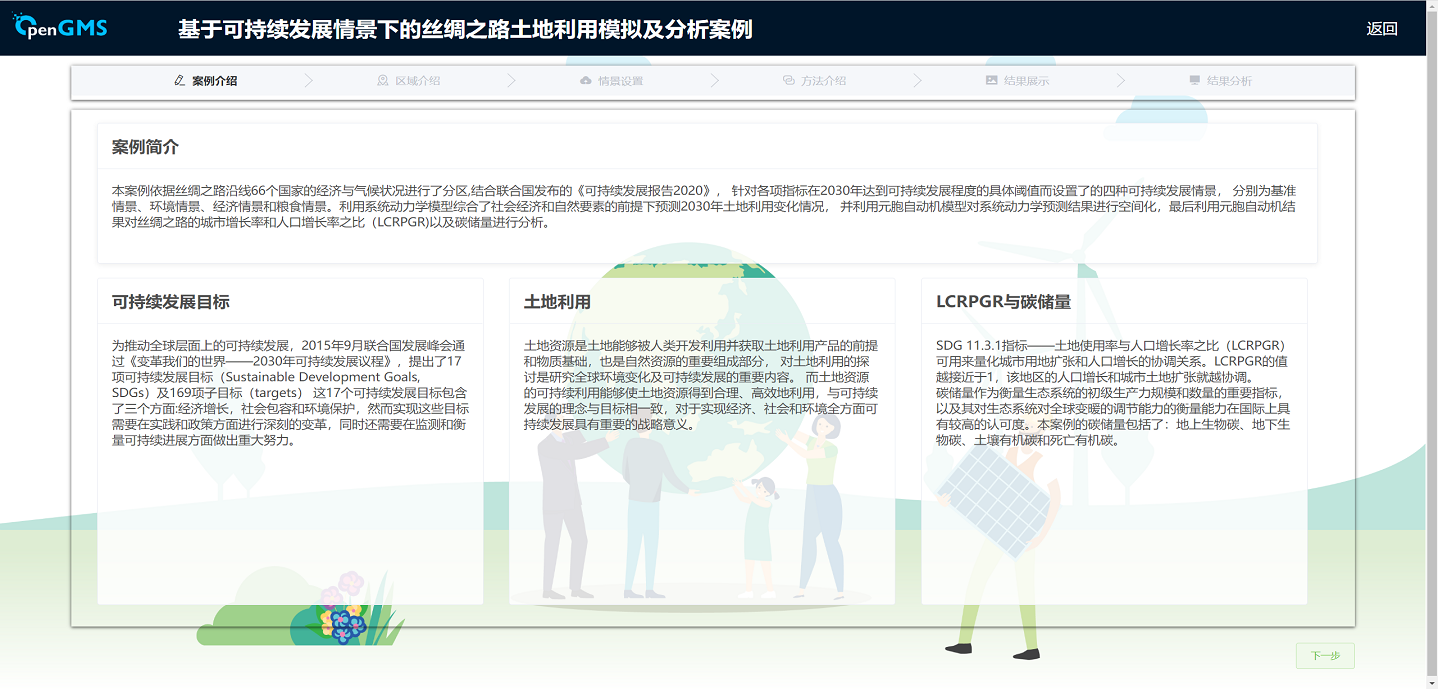 OpenGMS
基于可持续发展情景下的丝绸之路土地利用模拟及分析案例
返回
案例介绍
区域介绍
情景设置
方法介绍
结果展示
结果分析
案例简介
本案例依据丝绸之路沿线66个国家的经济与气候状况进行了分区,结合联合国发布的《可持续发展报告2020》， 针对各项指标在2030年达到可持续发展程度的具体阈值而设置了的四种可持续发展情景， 分别为基准
情景、环境情景、经济情景和粮食情景。利用系统动力学模型综合了社会经济和自然要素的前提下预测2030年土地利用变化情况， 并利用元胞自动机模型对系统动力学预测结果进行空间化，最后利用元胞自动机结
果对丝绸之路的城市增长率和人口增长率之比（LCRPGR)以及碳储量进行分析。
可持续发展目标
为推动全球层面上的可持续发展，2015年9月联合国发展峰会通
过《变革我们的世界——2030年可持续发展议程》，提出了17
项可持续发展目标（Sustainable Development Goals,
SDGs）及169项子目标（targets） 这17个可持续发展目标包含
了三个方面:经济增长，社会包容和环境保护，然而实现这些目标
需要在实践和政策方面进行深刻的变革，同时还需要在监测和衡
量可持续进展方面做出重大努力。
土地利用
土地资源是土地能够被人类开发利用并获取土地利用产品的前提
和物质基础，也是自然资源的重要组成部分， 对土地利用的探
讨是研究全球环境变化及可持续发展的重要内容。 而土地资源
的可持续利用能够使土地资源得到合理、高效地利用，与可持续
发展的理念与目标相一致，对于实现经济、社会和环境全方面可
持续发展具有重要的战略意义。
LCRPGR与碳储量
SDG 11.3.1指标——土地使用率与人口增长率之比（LCRPGR）
可用来量化城市用地扩张和人口增长的协调关系。LCRPGR的值
越接近于1，该地区的人口增长和城市土地扩张就越协调。
碳储量作为衡量生态系统的初级生产力规模和数量的重要指标，
以及其对生态系统对全球变暖的调节能力的衡量能力在国际上具
有较高的认可度。本案例的碳储量包括了：地上生物碳、地下生
物碳、土壤有机碳和死亡有机碳。
下一步